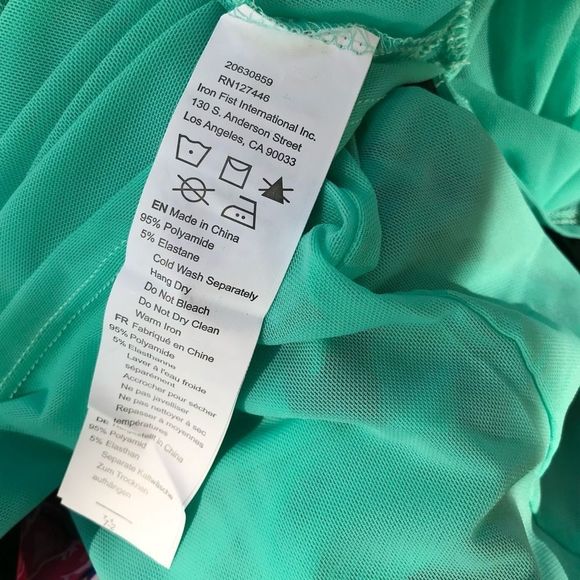 20630859
RN127446
Iron Fist International Inc.
130 S. Anderson Street
Los Angeles, CA 90033
EN Made in China
95% Polyamide
5% Elastane
Cold Wash Separately
Hang Dry
Do Not Bleach
Do Not Dry Clean
Warm Iron
FR Fabriqué en Chine
95% Polyamide
5% Elasthanne
Laver à l'eau froide
séparément
Accrocher pour sécher
Ne pas javelliser
Ne pas nettoyer à sec
Repasser à moyennes
températures
DE in China
95% Polyamid
5% Elasthan
Separate Kaltwäsche
Zum Trocknen
aufhängen